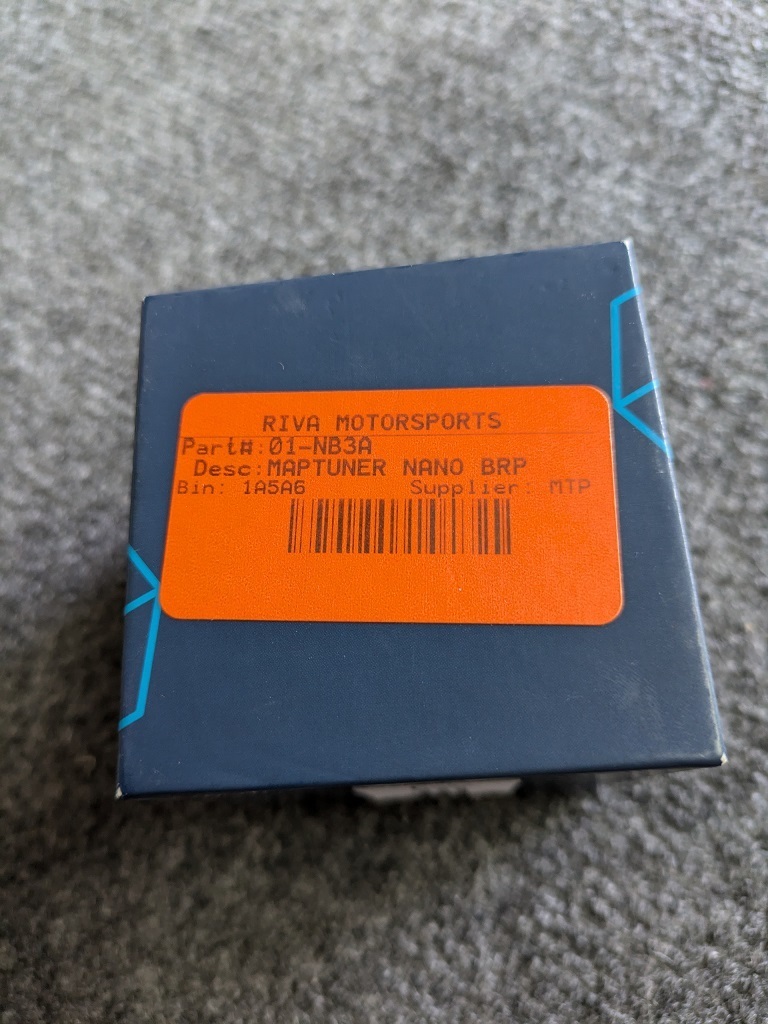 RIVA MOTORSPORTS
Part#:01-NB3A
Desc:MAPTUNER NANO BRP
Bin: 1A5A6 Supplier: MTP